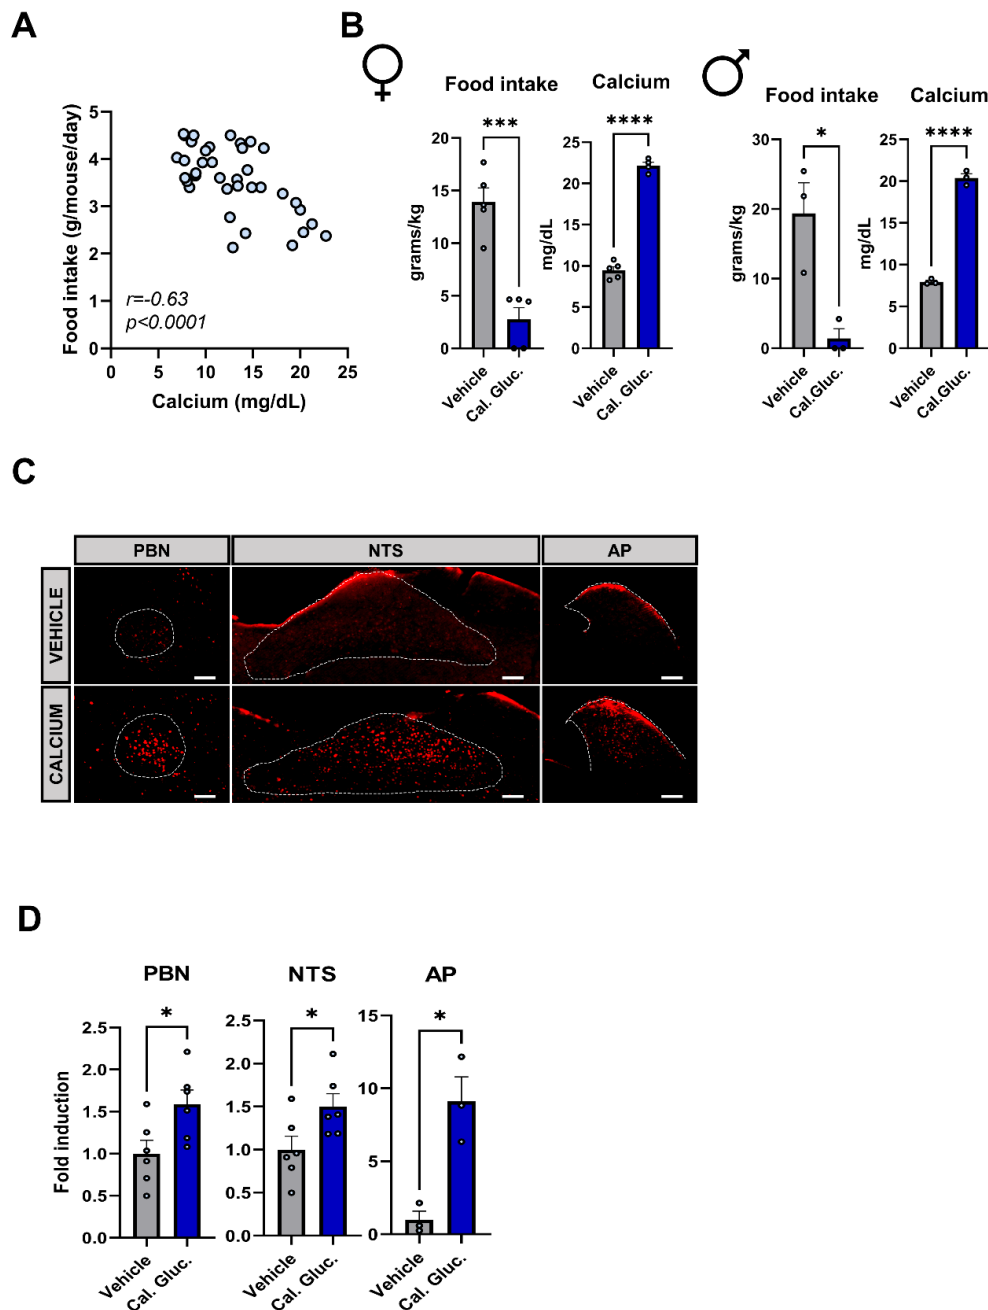 A
B
Food intake (g/mouse/day)
5
4
3
2
1
0
r=-0.63
p<0.0001
0 5 10 15 20 25
Calcium (mg/dL)
♀
Food intake
Calcium
***
****
grams/kg
20
15
10
5
0
Vehicle
Cal. Gluc.
mg/dL
25
20
15
10
5
0
Vehicle
Cal. Gluc.
♂
Food intake
Calcium
*
****
grams/kg
30
20
10
0
Vehicle
Cal.Gluc.
mg/dL
25
20
15
10
5
0
Vehicle
Cal.Gluc.
C
PBN NTS AP
VEHICLE
CALCIUM
D
PBN
NTS
AP
Fold induction
*
2.5
2.0
1.5
1.0
0.5
0.0
Vehicle
Cal. Gluc.
*
2.5
2.0
1.5
1.0
0.5
0.0
Vehicle
Cal. Gluc.
*
15
10
5
0
Vehicle
Cal. Gluc.